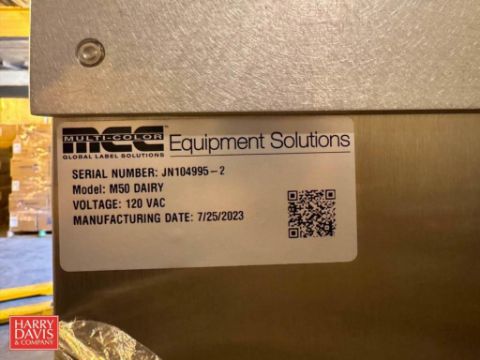 MCC
MULTI-COLOR
GLOBAL LABEL SOLUTIONS
Equipment Solutions
SERIAL NUMBER: JN104995-2
Model: M50 DAIRY
VOLTAGE: 120 VAC
MANUFACTURING DATE: 7/25/2023
HARRY
DAVIS
& COMPANY